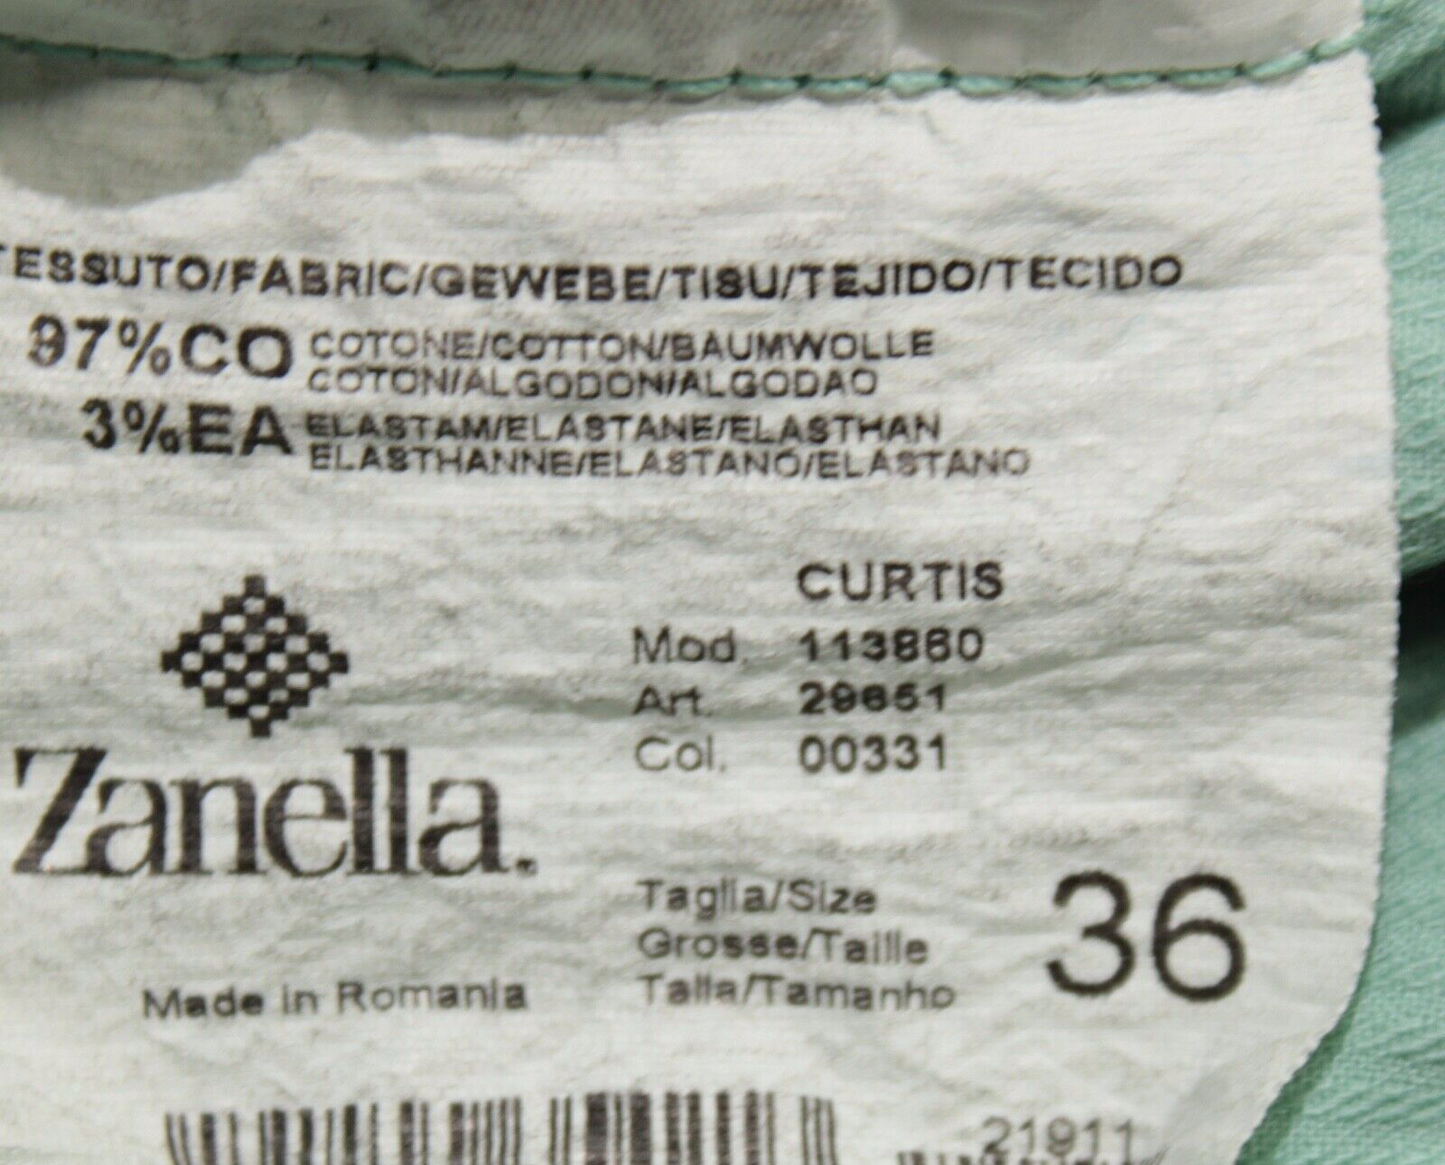 TESSUTO/FABRIC/GEWEBE/TISU/TEJIDO/TECIDO
97%CO COTONE/COTTON/BAUMWOLLE
COTON/ALGODON/ALGODAO
3%EA ELASTAM/ELASTANE/ELASTHAN
ELASTHANNE/ELASTANO/ELASTANO
CURTIS
Mod. 113860
Art. 29651
Col. 00331
Zanella.
Taglia/Size
Grosse/Taille
Talla/Tamanho
36
Made in Romania
21911